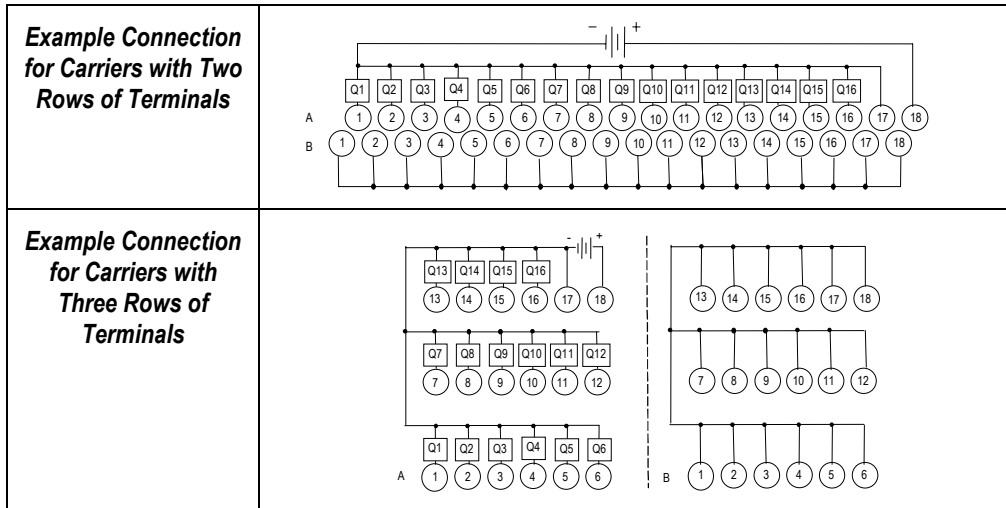 Example Connection
for Carriers with Two
Rows of Terminals
− +
Q1 Q2 Q3 Q4 Q5 Q6 Q7 Q8 Q9 Q10 Q11 Q12 Q13 Q14 Q15 Q16
A 1 2 3 4 5 6 7 8 9 10 11 12 13 14 15 16 17 18
B 1 2 3 4 5 6 7 8 9 10 11 12 13 14 15 16 17 18
Example Connection
for Carriers with
Three Rows of
Terminals
- +
Q13 Q14 Q15 Q16
13 14 15 16 17 18
Q7 Q8 Q9 Q10 Q11 Q12
7 8 9 10 11 12
Q1 Q2 Q3 Q4 Q5 Q6
A 1 2 3 4 5 6
13 14 15 16 17 18
7 8 9 10 11 12
B 1 2 3 4 5 6